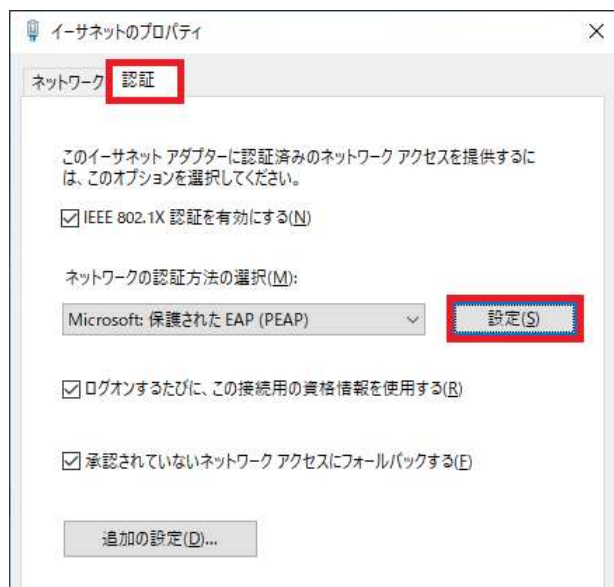 イーサネットのプロパティ
ネットワーク 認証
このイーサネット アダプターに認証済みのネットワーク アクセスを提供するに
は、このオプションを選択してください。
IEEE 802.1X 認証を有効にする(N)
ネットワークの認証方法の選択(M):
Microsoft: 保護された EAP (PEAP) 設定(S)
ログオンするたびに、この接続用の資格情報を使用する(R)
承認されていないネットワーク アクセスにフォールバックする(F)
追加の設定(D)...